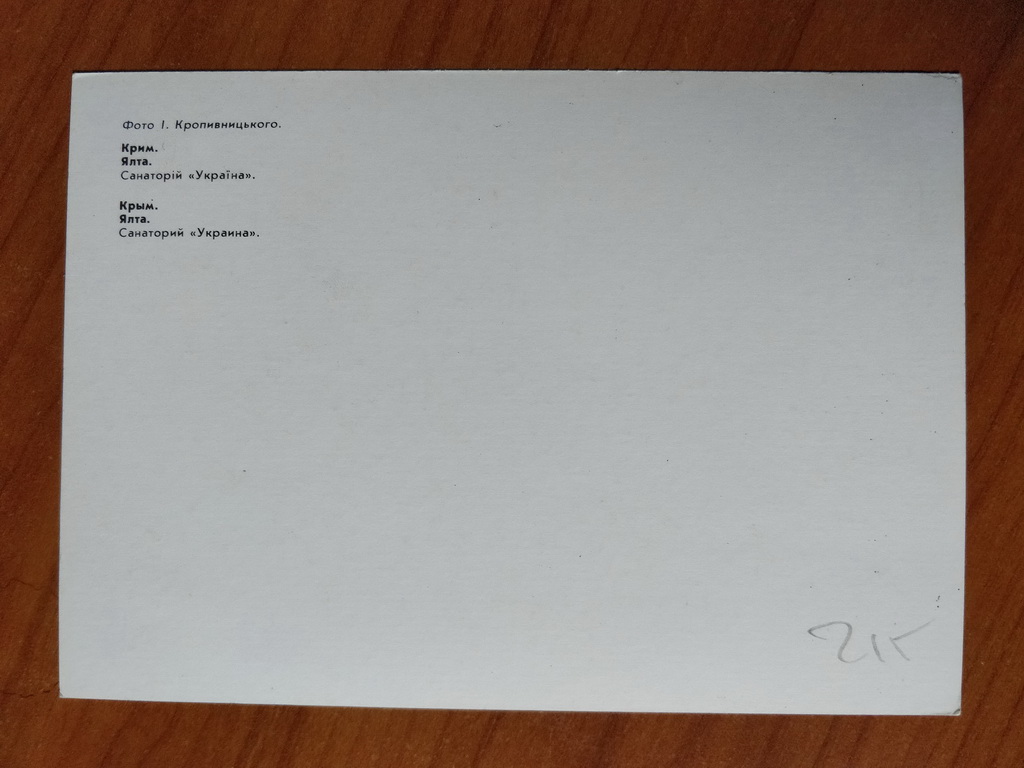 Фото І. Кропивницького.
Крим.
Ялта.
Санаторій «Україна».
Крым.
Ялта.
Санаторий «Украина».